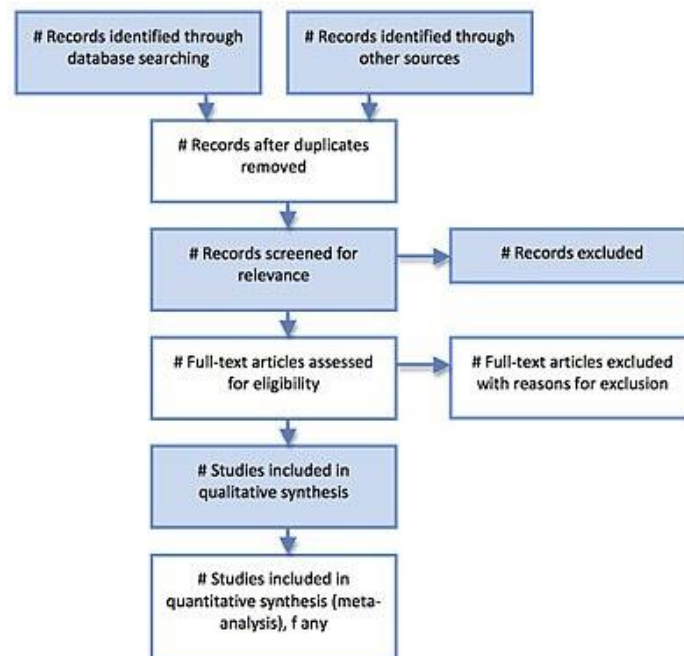 # Records identified through
database searching
# Records identified through
other sources
# Records after duplicates
removed
# Records screened for
relevance
# Records excluded
# Full-text articles assessed
for eligibility
# Full-text articles excluded
with reasons for exclusion
# Studies included in
qualitative synthesis
# Studies included in
quantitative synthesis (meta-
analysis), f any